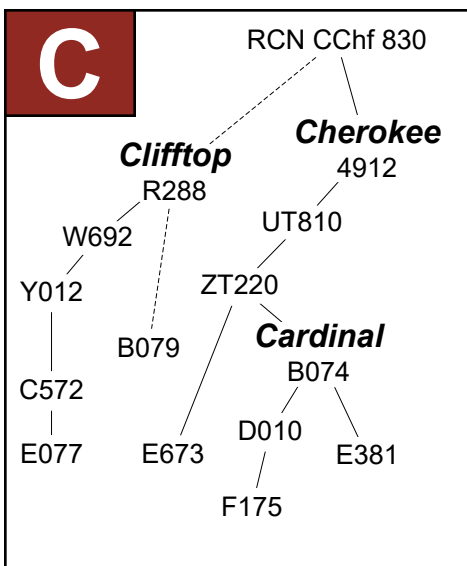 C
RCN CChf 830
Clifftop
Cherokee
R288
4912
W692
UT810
Y012
ZT220
B079
Cardinal
B074
C572
D010
E077
E673
E381
F175